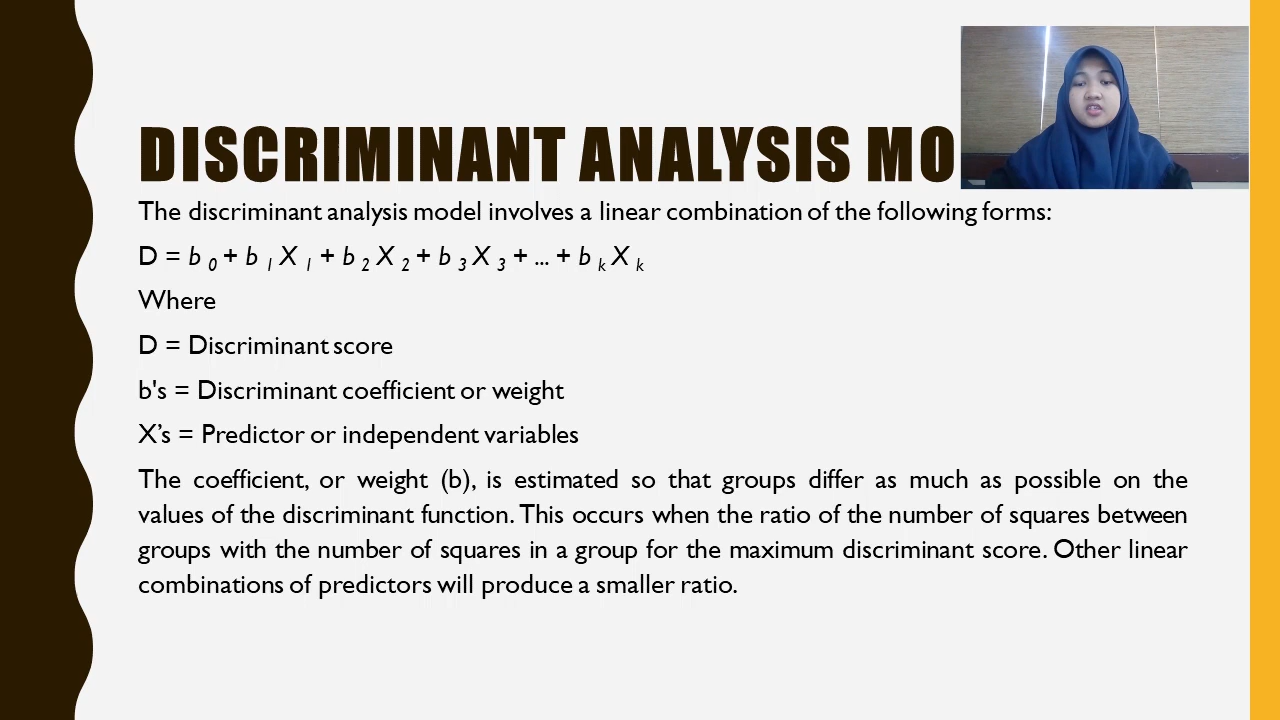 DISCRIMINANT ANALYSIS MO
The discriminant analysis model involves a linear combination of the following forms:
D = b 0 + b 1 X 1 + b 2 X 2 + b 3 X 3 + ... + b k X k
Where
D = Discriminant score
b's = Discriminant coefficient or weight
X’s = Predictor or independent variables
The coefficient, or weight (b), is estimated so that groups differ as much as possible on the
values of the discriminant function. This occurs when the ratio of the number of squares between
groups with the number of squares in a group for the maximum discriminant score. Other linear
combinations of predictors will produce a smaller ratio.